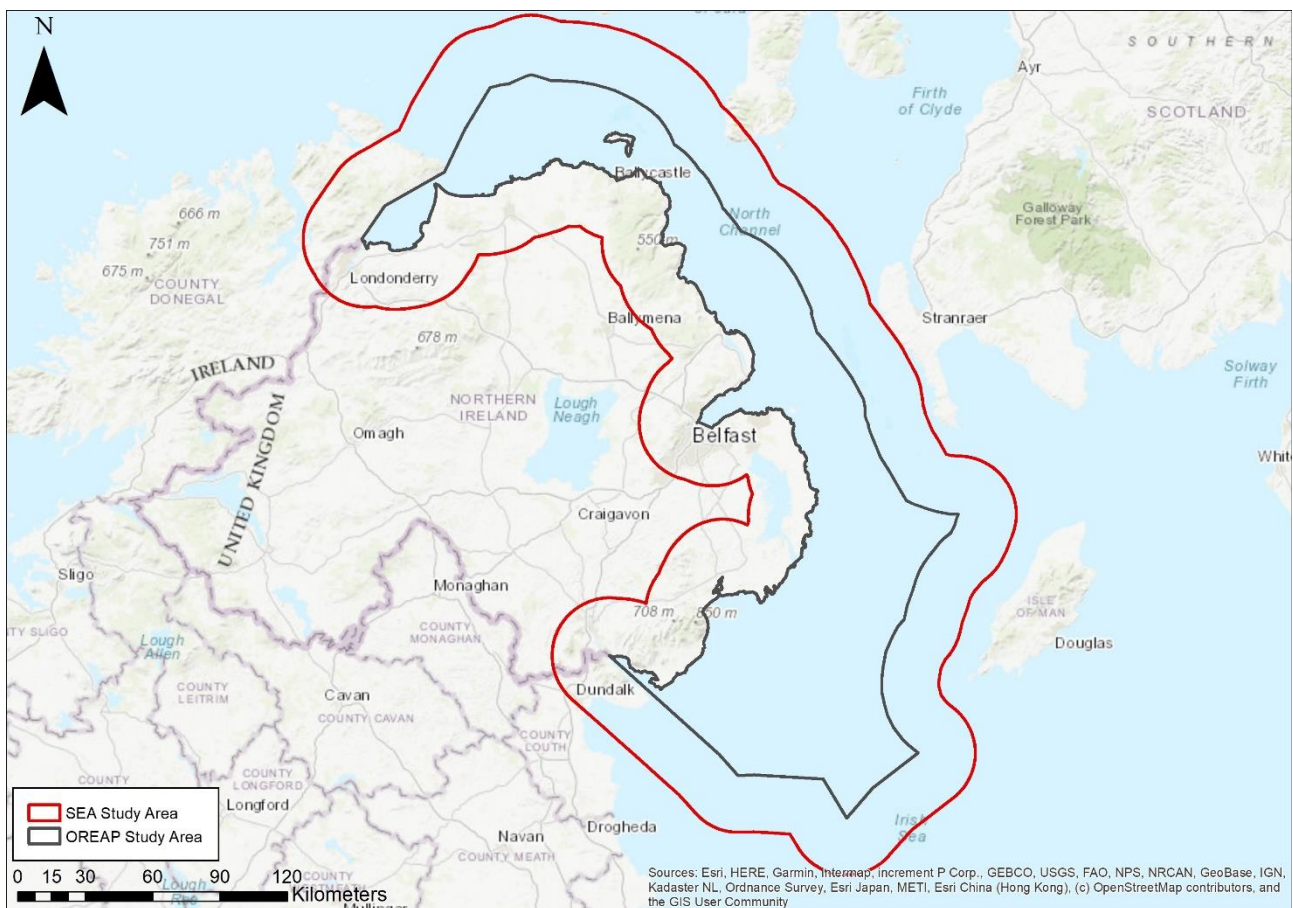 N
SOUTHERN
Ayr
Firth
of Clyde
SCOTLAND
Ballycastle
Galloway
Forest Park
North
Channel
666 m
751 m
675 m
550
COUNTY
DONEGAL
Londonderry
Stranraer
Ballymena
678 m
Solway
Firth
IRELAND
UNITED KINGDOM
NORTHERN
IRELAND
Lough
Neagh
Omagh
Belfast
Whit
Craigavon
Sligo
Monaghan
708 m
850 m
ISLE
OF MAN
Douglas
NTY SLIGO
Lough
Allen
COUNTY
MONAGHAN
COUNTY
LEITRIM
Cavan
COUNTY CAVAN
Dundalk
COUNTY
LOUTH
COUNTY
COUNTY
LONGFORD
Longford
Irish
Sea
Drogheda
Navan
COUNTY MEATH
SEA Study Area
OREAP Study Area
0 15 30 60 90 120
Kilometers
Lough
Ree
Mullingar
Sources: Esri, HERE, Garmin, Intermap, increment P Corp., GEBCO, USGS, FAO, NPS, NRCAN, GeoBase, IGN,
Kadaster NL, Ordnance Survey, Esri Japan, METI, Esri China (Hong Kong), (c) OpenStreetMap contributors, and
the GIS User Community